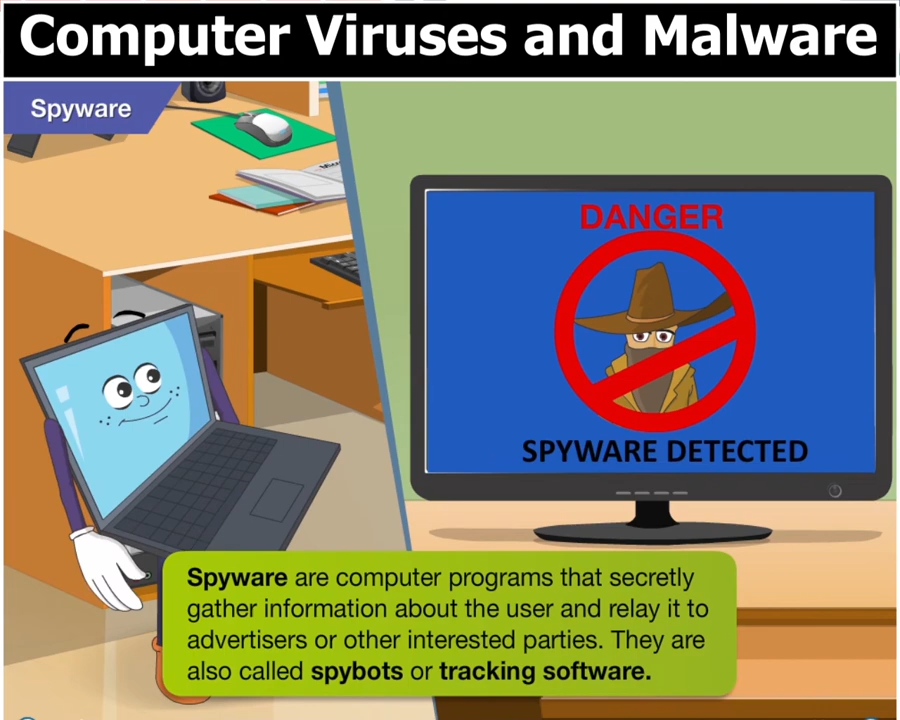 Computer Viruses and Malware
Spyware
DANGER
SPYWARE DETECTED
Spyware are computer programs that secretly
gather information about the user and relay it to
advertisers or other interested parties. They are
also called spybots or tracking software.